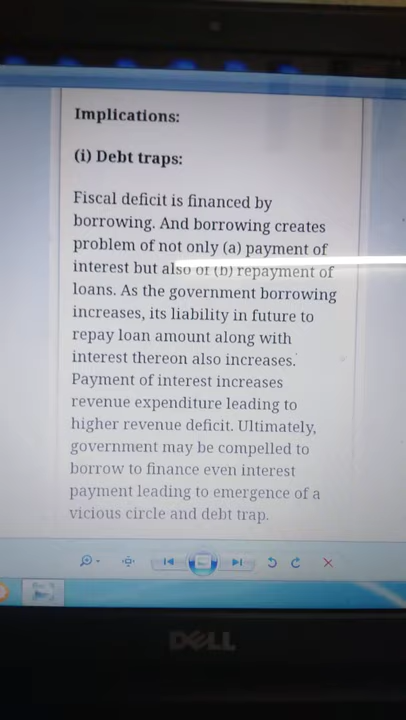 Implications:
(i) Debt traps:
Fiscal deficit is financed by
borrowing. And borrowing creates
problem of not only (a) payment of
interest but also of (b) repayment of
loans. As the government borrowing
increases, its liability in future to
repay loan amount along with
interest thereon also increases.
Payment of interest increases
revenue expenditure leading to
higher revenue deficit. Ultimately,
government may be compelled to
borrow to finance even interest
payment leading to emergence of a
vicious circle and debt trap.
DELL